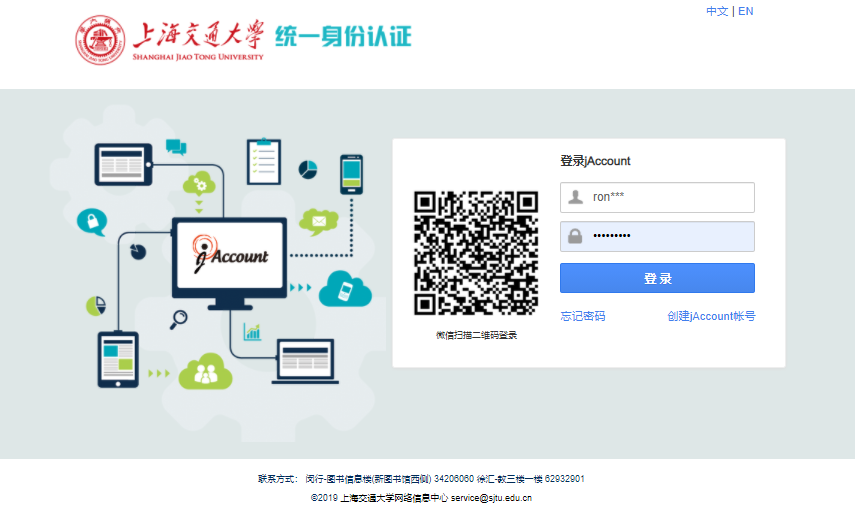 中文 | EN
上海交通大学 统一身份认证
SHANGHAI JIAO TONG UNIVERSITY
登录jAccount
ron***
•••••••••
登 录
忘记密码
创建jAccount帐号
微信扫描二维码登录
jAccount
联系方式: 闵行-图书信息楼(新图书馆西侧) 34206060 徐汇-教三楼一楼 62932901
©2019 上海交通大学网络信息中心 service@sjtu.edu.cn